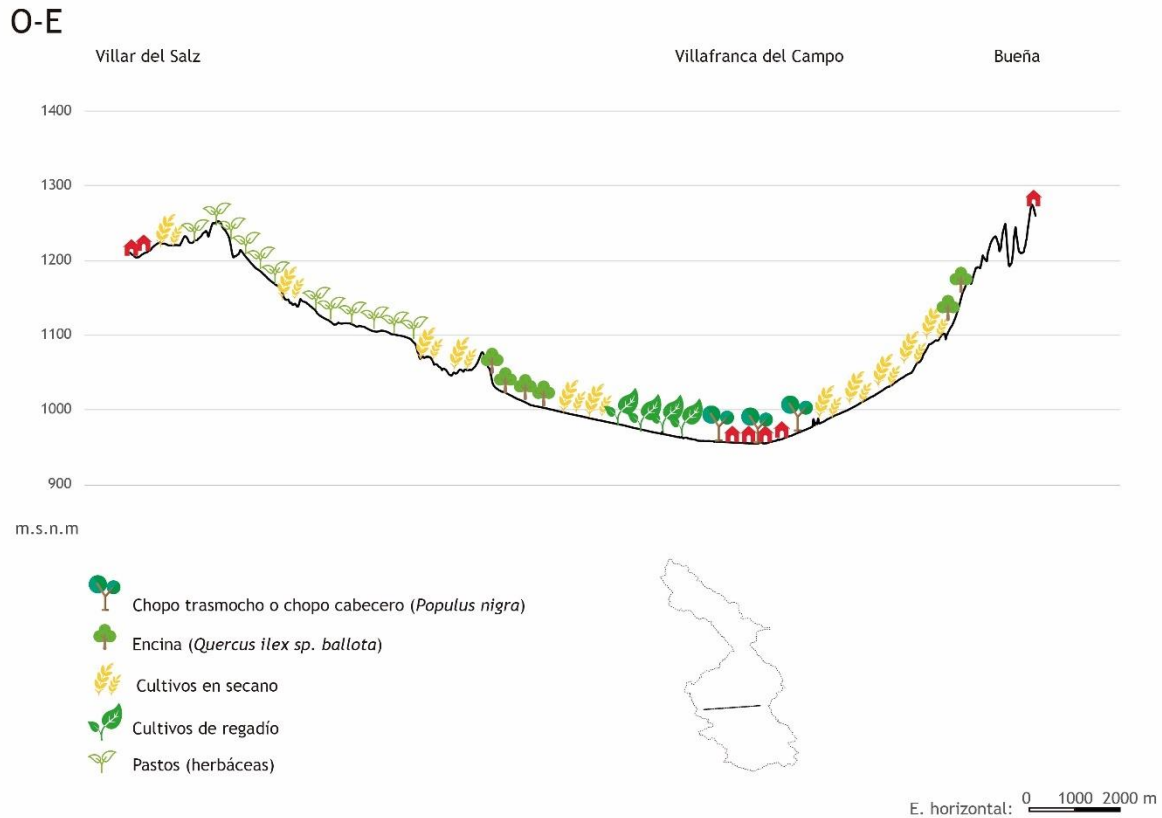 O-E
Villar del Salz Villafranca del Campo Bueña
1400
1300
1200
1100
1000
900
m.s.n.m
Chopo trasmocho o chopo cabecero (Populus nigra)
Encina (Quercus ilex sp. ballota)
Cultivos en secano
Cultivos de regadío
Pastos (herbáceas)
E. horizontal: 0 1000 2000 m